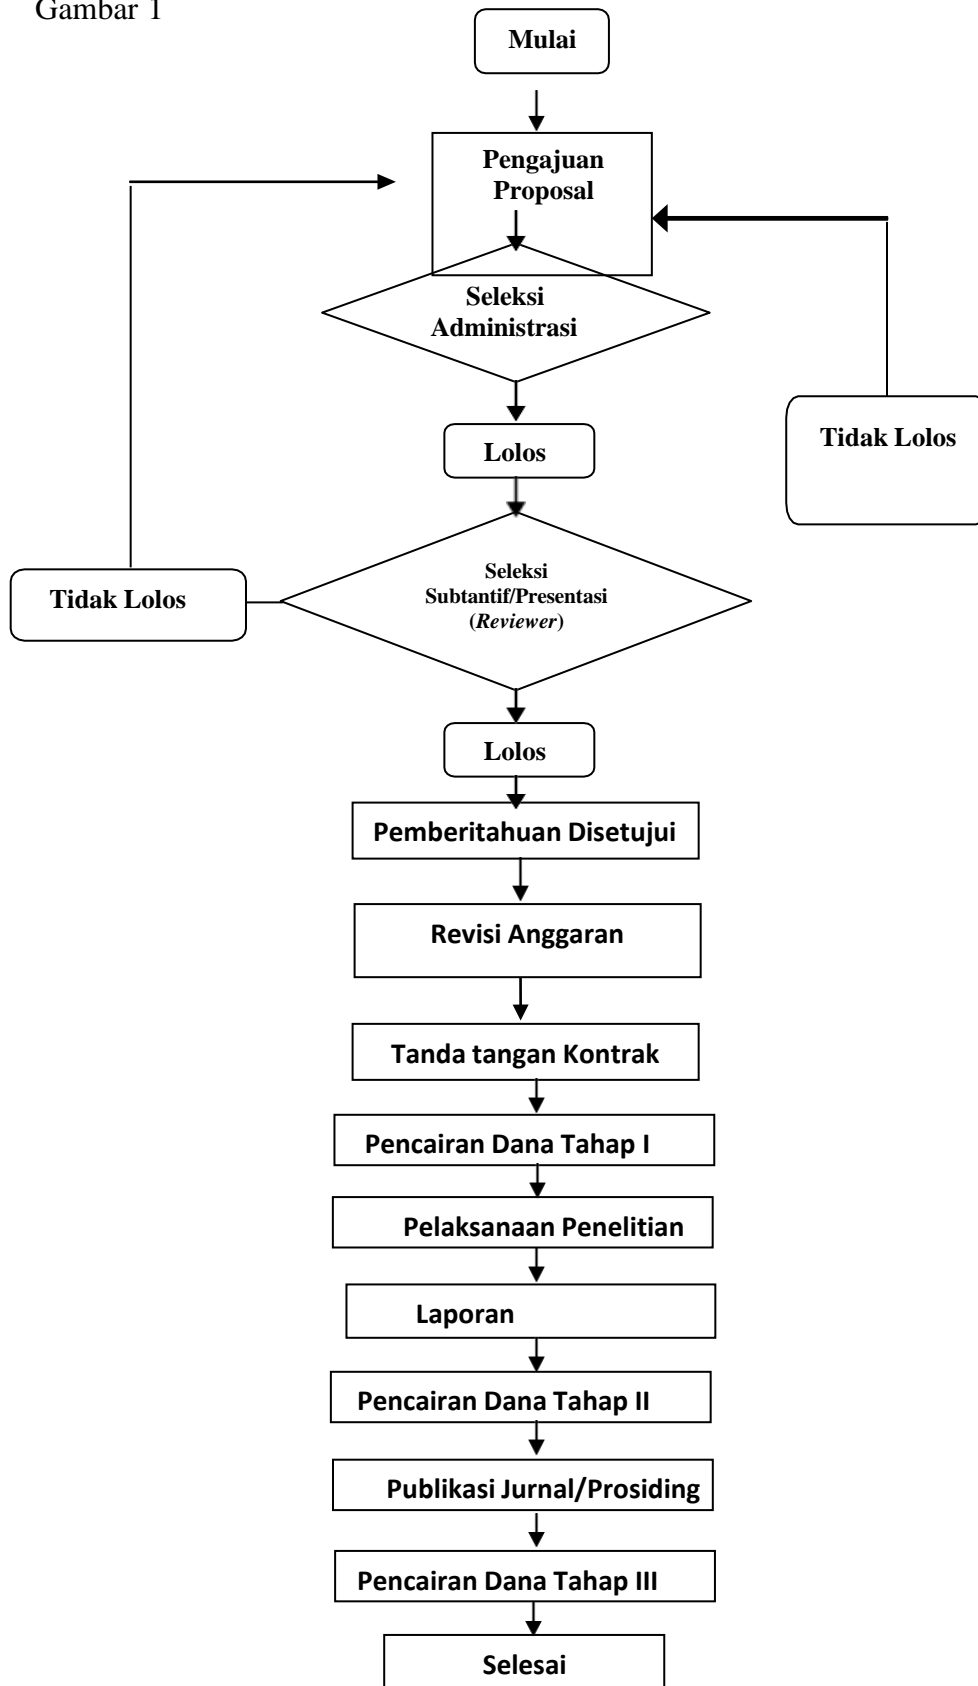 Gambar 1
Mulai
Pengajuan
Proposal
Seleksi
Administrasi
Lolos
Tidak Lolos
Seleksi
Subtantif/Presentasi
(Reviewer)
Tidak Lolos
Lolos
Pemberitahuan Disetujui
Revisi Anggaran
Tanda tangan Kontrak
Pencairan Dana Tahap I
Pelaksanaan Penelitian
Laporan
Pencairan Dana Tahap II
Publikasi Jurnal/Prosiding
Pencairan Dana Tahap III
Selesai